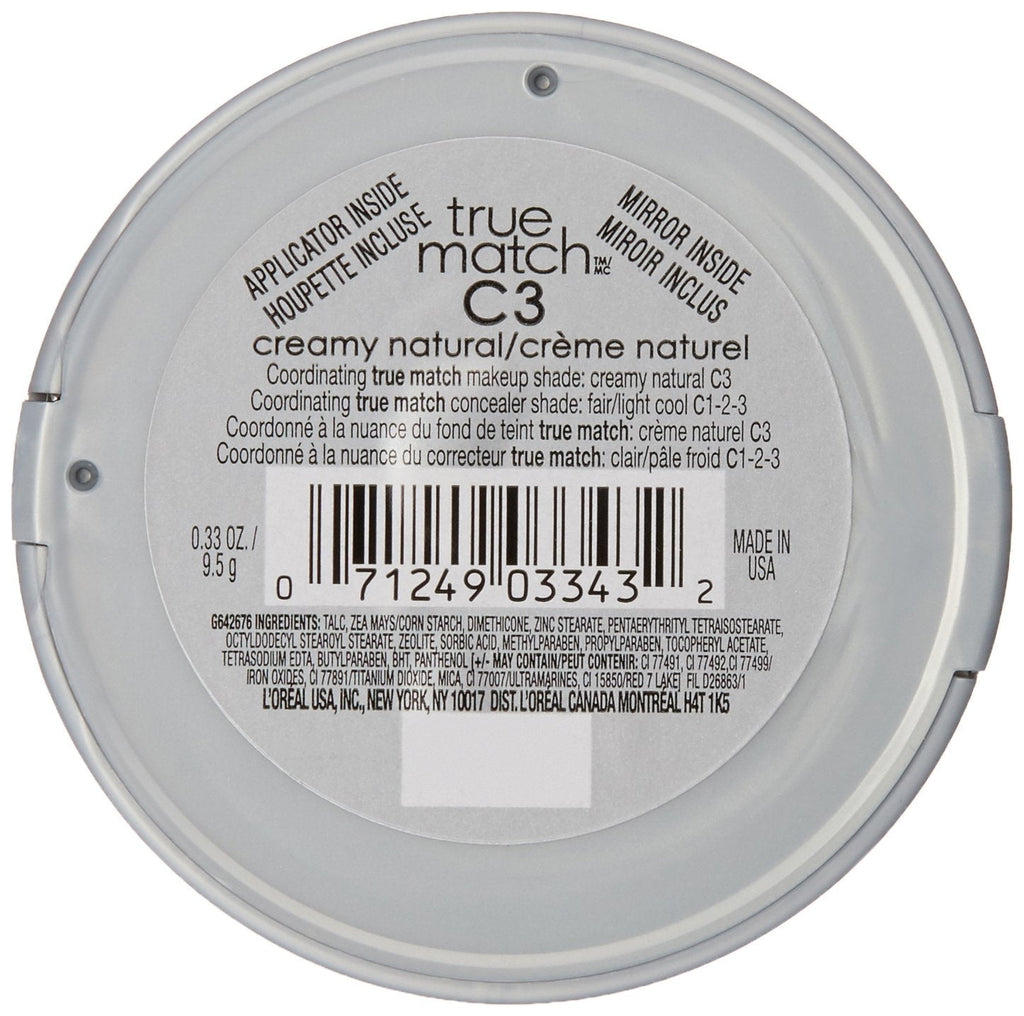 APPLICATOR INSIDE
HOUPETTE INCLUSE
true
match TM/MC
MIRROR INSIDE
MIROIR INCLUS
C3
creamy natural/crème naturel
Coordinating true match makeup shade: creamy natural C3
Coordinating true match concealer shade: fair/light cool C1-2-3
Coordonné à la nuance du fond de teint true match: crème naturel C3
Coordonné à la nuance du correcteur true match: clair/pâle froid C1-2-3
0.33 OZ. /
9.5 g
MADE IN
USA
0 71249 03343 2
G642676 INGREDIENTS: TALC, ZEA MAYS/CORN STARCH, DIMETHICONE, ZINC STEARATE, PENTAERYTHRITYL TETRAISOSTEARATE,
OCTYLDODECYL STEAROYL STEARATE, ZEOLITE, SORBIC ACID, METHYLPARABEN, PROPYLPARABEN, TOCOPHERYL ACETATE,
TETRASODIUM EDTA, BUTYLPARABEN, BHT, PANTHENOL [+/- MAY CONTAIN/PEUT CONTENIR: CI 77491, CI 77492, CI 77499/
IRON OXIDES, CI 77891/TITANIUM DIOXIDE, MICA, CI 77007/ULTRAMARINES, CI 15850/RED 7 LAKE] FIL D26863/1
L'ORÉAL USA, INC., NEW YORK, NY 10017 DIST. L'ORÉAL CANADA MONTRÉAL H4T 1K5